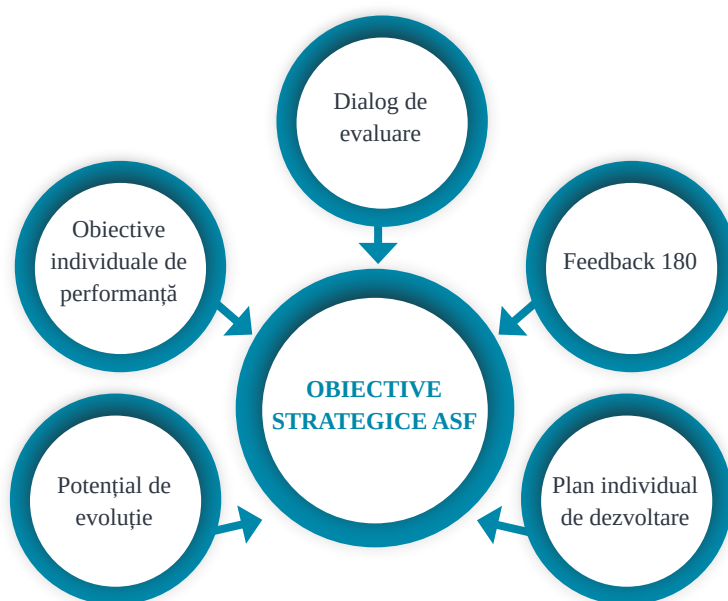 Dialog de
evaluare
Obiective
individuale de
performanță
Feedback 180
OBIECTIVE
STRATEGICE ASF
Potențial de
evoluție
Plan individual
de dezvoltare